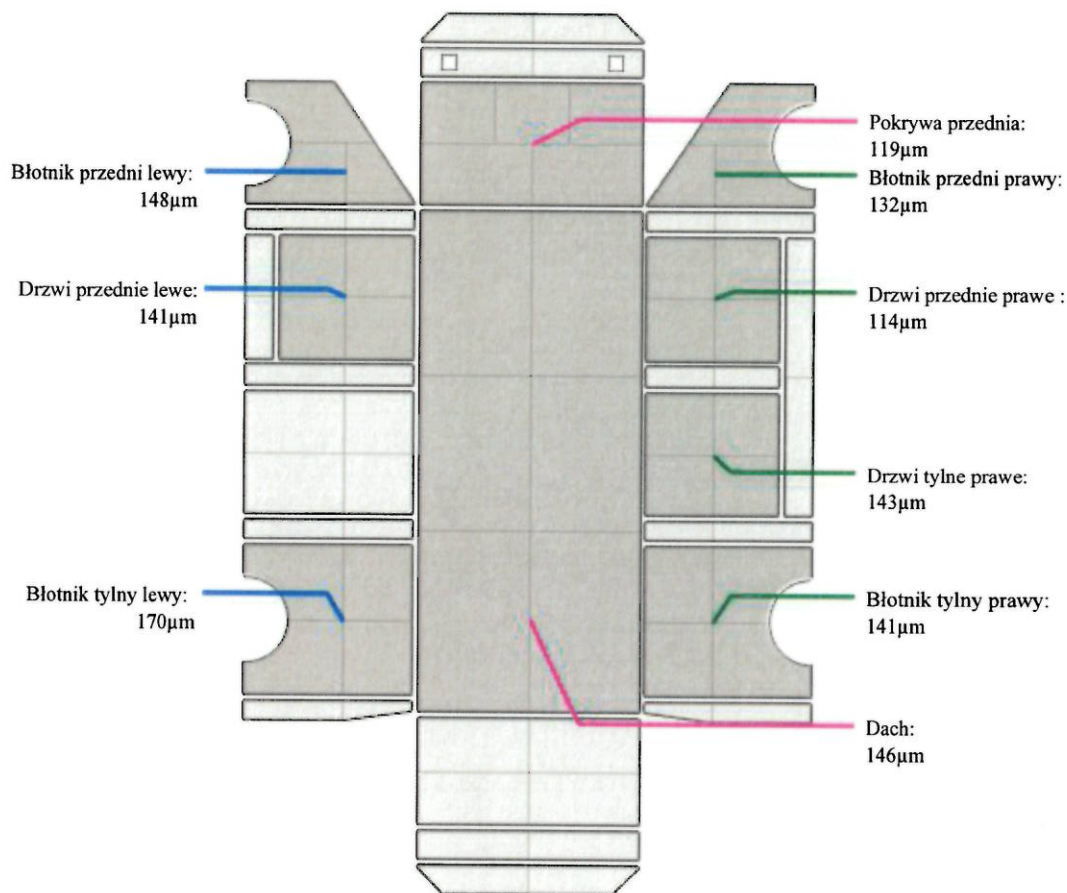 Pokrywa przednia:
119µm
Błotnik przedni lewy:
148µm
Błotnik przedni prawy:
132µm
Drzwi przednie lewe:
141µm
Drzwi przednie prawe :
114µm
Drzwi tylne prawe:
143µm
Błotnik tylny lewy:
170µm
Błotnik tylny prawy:
141µm
Dach:
146µm